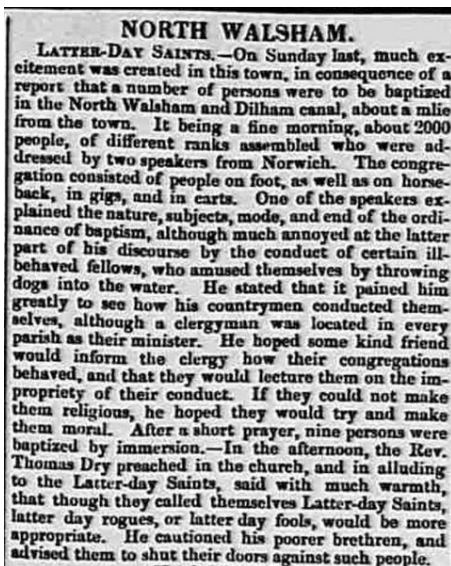 NORTH WALSHAM.
LATTER-DAY SAINTS.—On Sunday last, much ex-
citement was created in this town, in consequence of a
report that a number of persons were to be baptized
in the North Walsham and Dilham canal, about a mlie
from the town. It being a fine morning, about 2000
people, of different ranks assembled who were ad-
dressed by two speakers from Norwich. The congre-
gation consisted of people on foot, as well as on horse-
back, in gigs, and in carts. One of the speakers ex-
plained the nature, subjects, mode, and end of the ordi-
nance of baptism, although much annoyed at the latter
part of his discourse by the conduct of certain ill-
behaved fellows, who amused themselves by throwing
dogs into the water. He stated that it pained him
greatly to see how his countrymen conducted them-
selves, although a clergyman was located in every
parish as their minister. He hoped some kind friend
would inform the clergy how their congregations
behaved, and that they would lecture them on the im-
propriety of their conduct. If they could not make
them religious, he hoped they would try and make
them moral. After a short prayer, nine persons were
baptized by immersion.—In the afternoon, the Rev.
Thomas Dry preached in the church, and in alluding
to the Latter-day Saints, said with much warmth,
that though they called themselves Latter-day Saints,
latter day rogues, or latter day fools, would be more
appropriate. He cautioned his poorer brethren, and
advised them to shut their doors against such people.